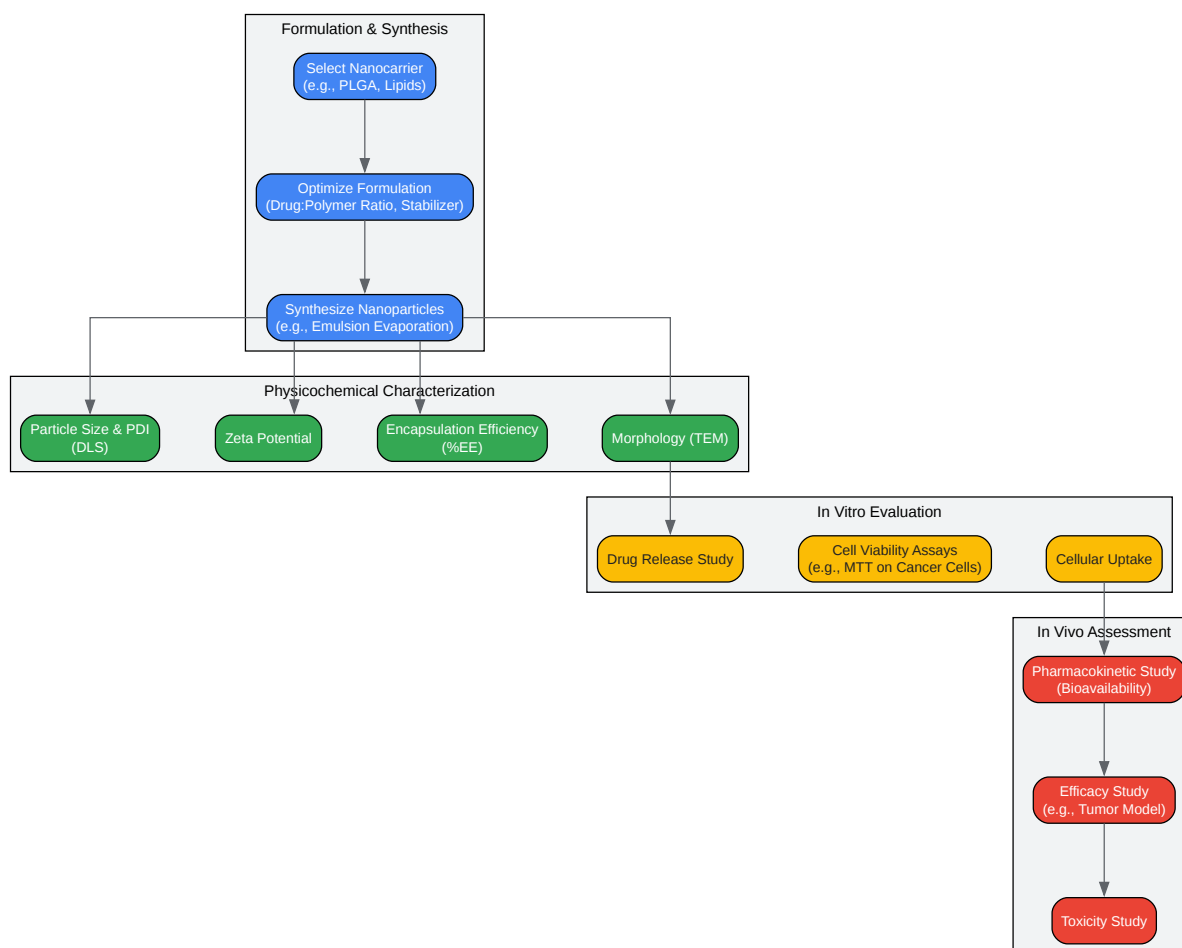 Formulation & Synthesis
Select Nanocarrier
(e.g., PLGA, Lipids)
Optimize Formulation
(Drug:Polymer Ratio, Stabilizer)
Synthesize Nanoparticles
(e.g., Emulsion Evaporation)
Physicochemical Characterization
Particle Size & PDI
(DLS)
Zeta Potential
Encapsulation Efficiency
(%EE)
Morphology (TEM)
In Vitro Evaluation
Drug Release Study
Cell Viability Assays
(e.g., MTT on Cancer Cells)
Cellular Uptake
In Vivo Assessment
Pharmacokinetic Study
(Bioavailability)
Efficacy Study
(e.g., Tumor Model)
Toxicity Study